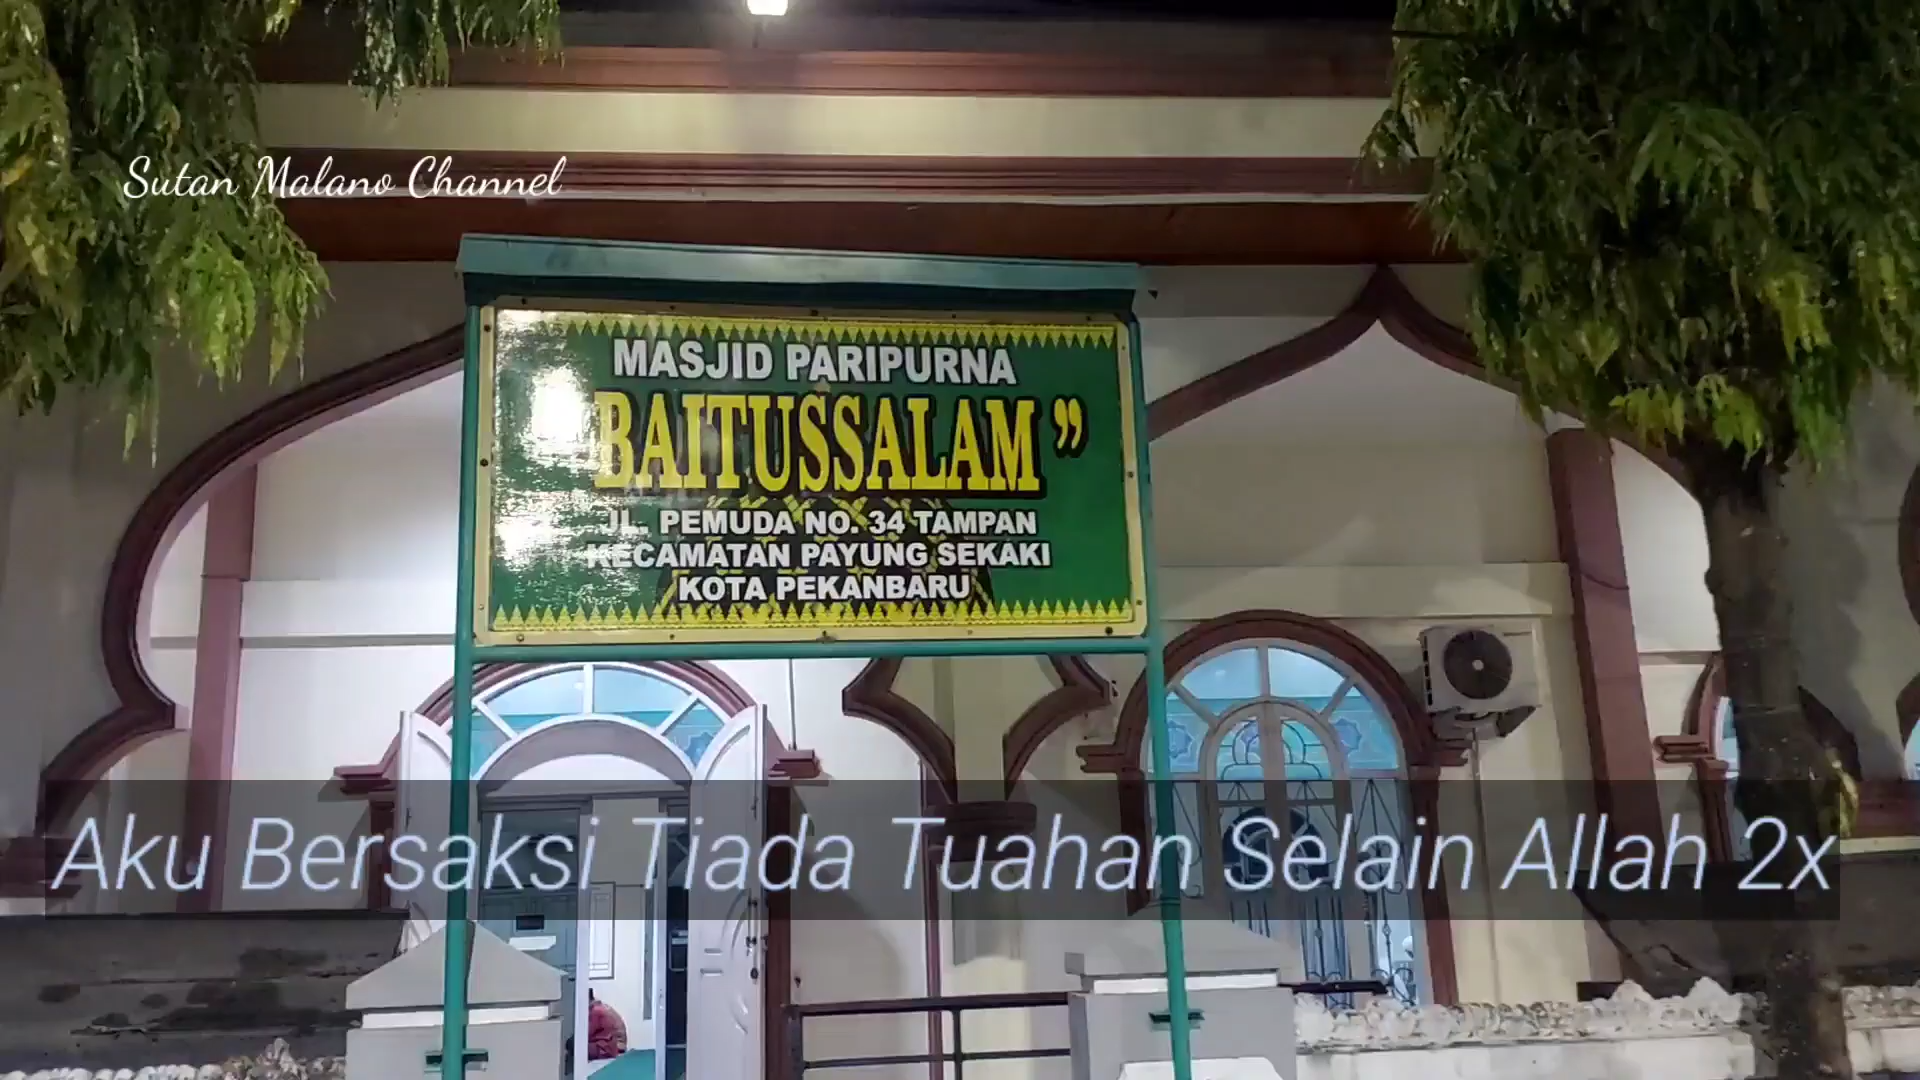 Sutan Malano Channel
MASJID PARIPURNA
BAITUSSALAM ”
JL. PEMUDA NO. 34 TAMPAN
KECAMATAN PAYUNG SEKAKI
KOTA PEKANBARU
Aku Bersaksi Tiada Tuahan Selain Allah 2x